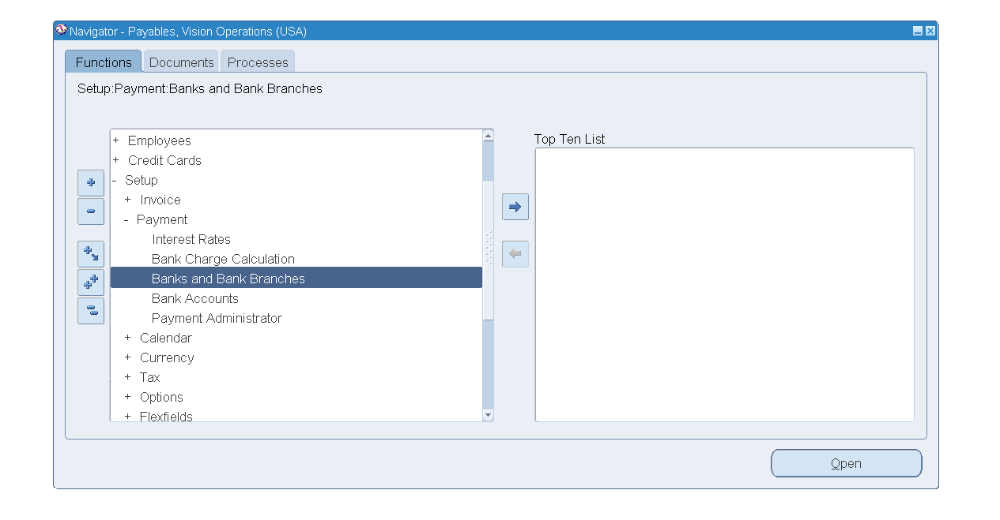 Navigator - Payables, Vision Operations (USA)
Functions Documents Processes
Setup:Payment:Banks and Bank Branches
+ Employees
+ Credit Cards
- Setup
+ Invoice
- Payment
Interest Rates
Bank Charge Calculation
Banks and Bank Branches
Bank Accounts
Payment Administrator
+ Calendar
+ Currency
+ Tax
+ Options
+ Flexfields
Top Ten List
Open